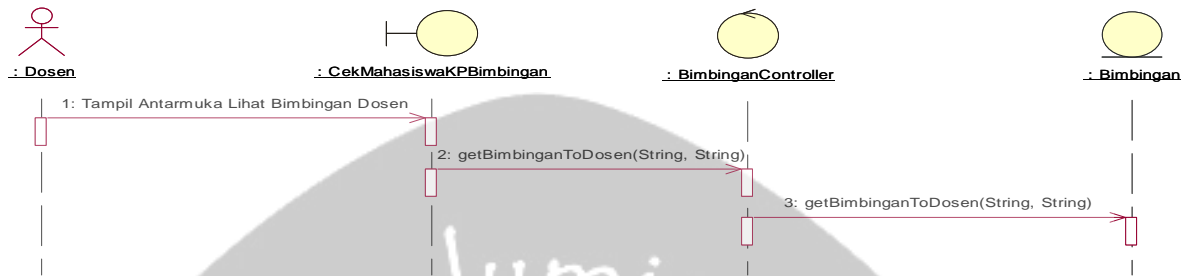 : Dosen
: CekMahasiswaKPBimbingan
: BimbinganController
: Bimbingan
1: Tampil Antarmuka Lihat Bimbingan Dosen
2: getBimbinganToDosen(String, String)
3: getBimbinganToDosen(String, String)